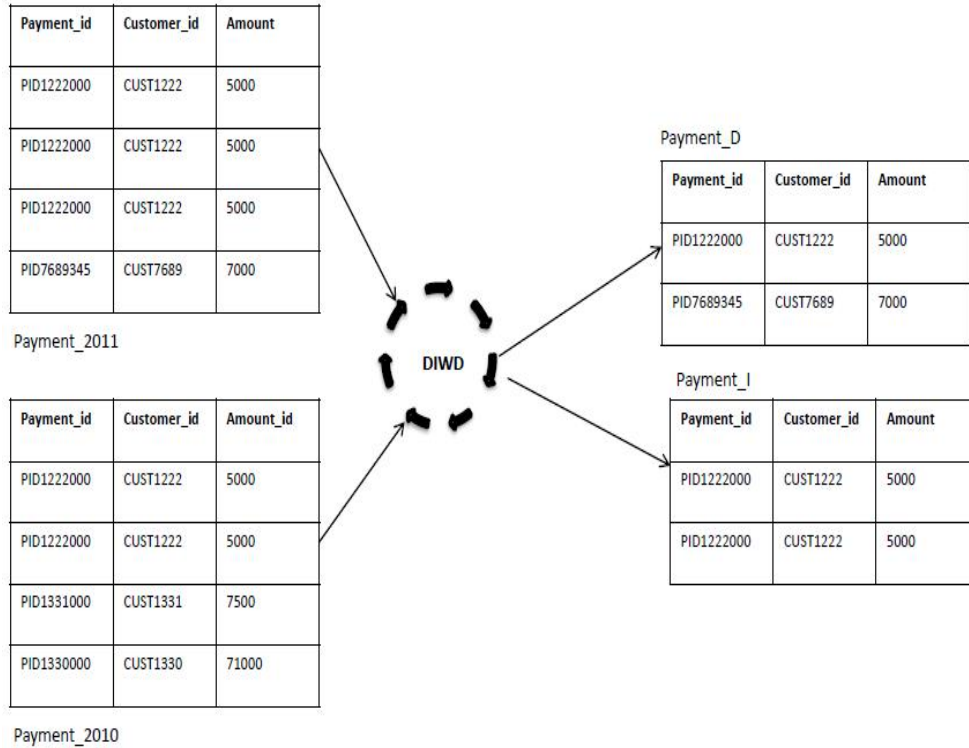 Payment_id Customer_id Amount
PID1222000 CUST1222 5000
PID1222000 CUST1222 5000
PID1222000 CUST1222 5000
PID7689345 CUST7689 7000
Payment_2011
Payment_id Customer_id Amount_id
PID1222000 CUST1222 5000
PID1222000 CUST1222 5000
PID1331000 CUST1331 7500
PID1330000 CUST1330 71000
Payment_2010
DIWD
Payment_D
Payment_id Customer_id Amount
PID1222000 CUST1222 5000
PID7689345 CUST7689 7000
Payment_I
Payment_id Customer_id Amount
PID1222000 CUST1222 5000
PID1222000 CUST1222 5000